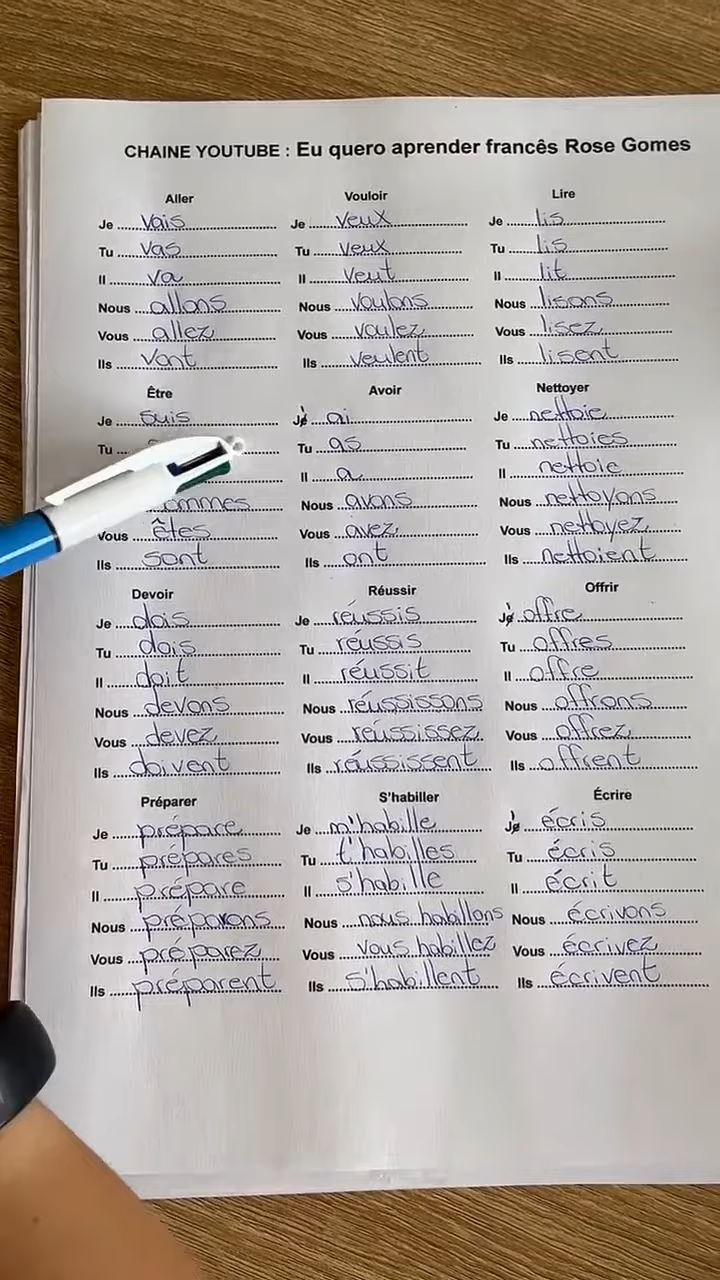 CHAINE YOUTUBE : Eu quero aprender francês Rose Gomes
Aller
Je vais
Tu vas
Il va
Nous allons
Vous allez
Ils vont
Vouloir
Je veux
Tu veux
Il veut
Nous voulons
Vous voulez
Ils veulent
Lire
Je lis
Tu lis
Il lit
Nous lisons
Vous lisez
Ils lisent
Être
Je suis
Tu
Vous êtes
Ils sont
Avoir
J' ai
Tu as
Il a
Nous avons
Vous avez
Ils ont
Nettoyer
Je nettoie
Tu nettoies
Il nettoie
Nous nettoyons
Vous nettoyez
Ils nettoient
Devoir
Je dois
Tu dois
Il doit
Nous devons
Vous devez
Ils doivent
Réussir
Je réussis
Tu réussis
Il réussit
Nous réussissons
Vous réussissez
Ils réussissent
Offrir
J' offre
Tu offres
Il offre
Nous offrons
Vous offrez
Ils offrent
Préparer
Je prépare
Tu prépares
Il prépare
Nous préparons
Vous préparez
Ils préparent
S'habiller
Je m'habille
Tu t'habilles
Il s'habille
Nous nous habillons
Vous vous habillez
Ils s'habillent
Écrire
J' écris
Tu écris
Il écrit
Nous écrivons
Vous écrivez
Ils écrivent